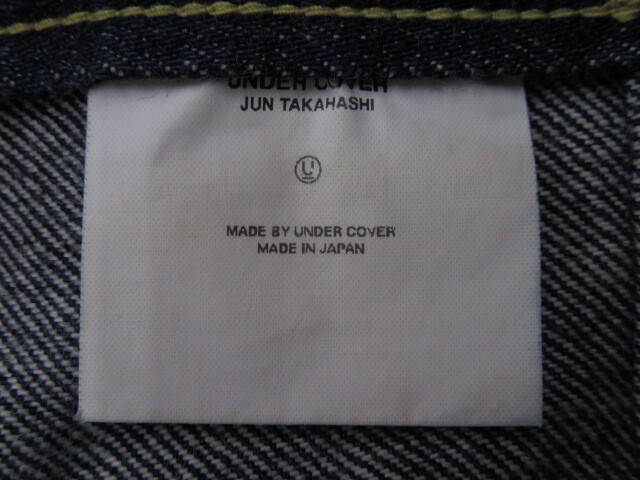 UNDER COVER
JUN TAKAHASHI
U
MADE BY UNDER COVER
MADE IN JAPAN